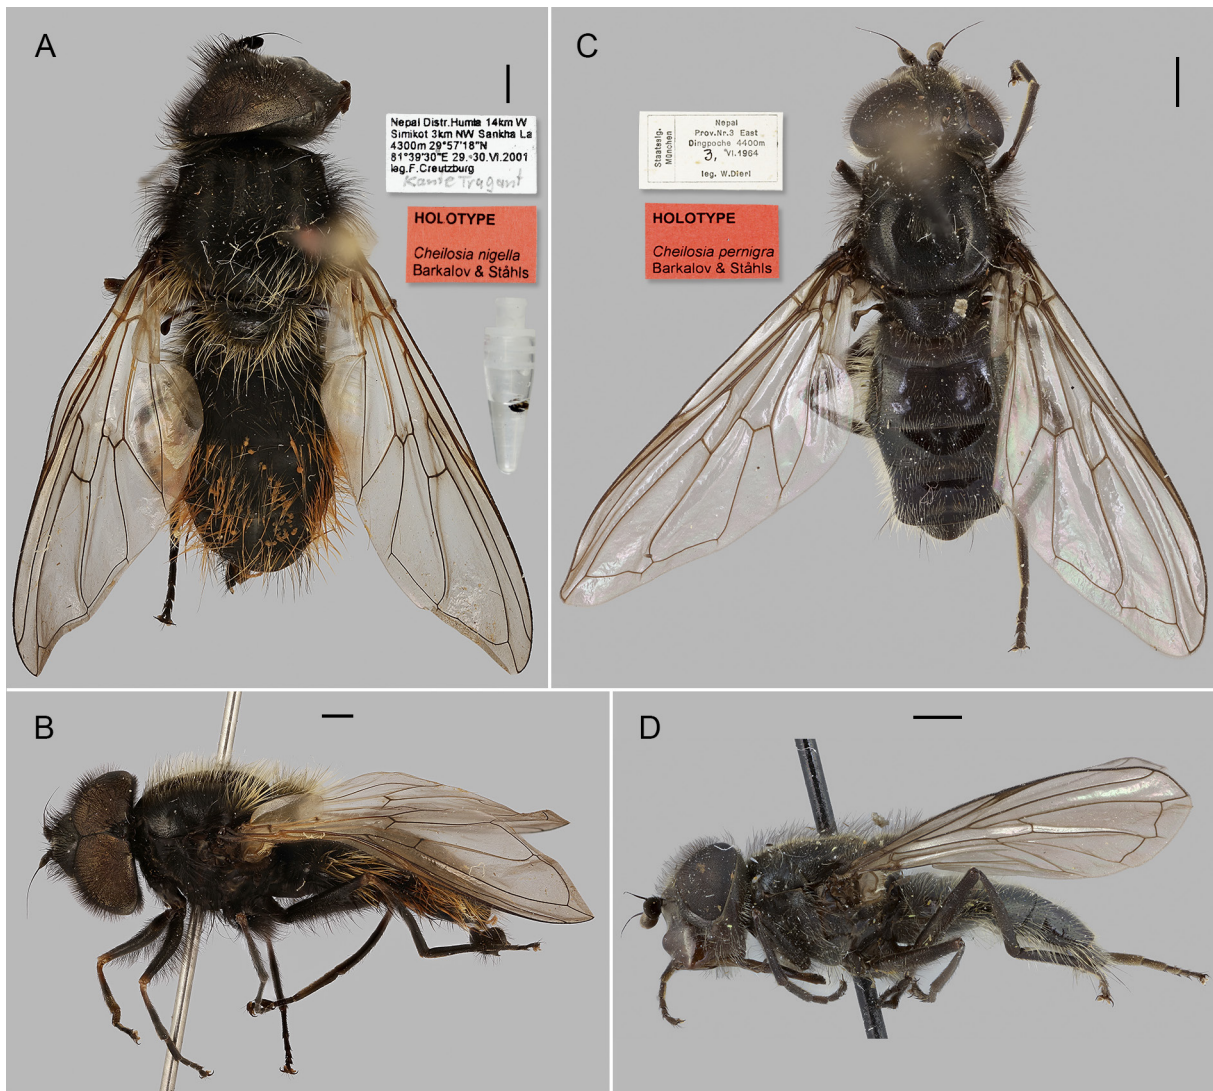 A
Nepal Distr.Humla 14km W
Simikot 3km NW Sankha La
4300m 29°57'18"N
81°39'30"E 29.-30.VI.2001
leg.F.Creutzburg
Kante Tragant
HOLOTYPE
Cheilosia nigella
Barkalov & Ståhls
C
Staatsslg.
München
Nepal
Prov.Nr.3 East
Dingpoche 4400m
3. VI.1964
leg. W.Dierl
HOLOTYPE
Cheilosia pernigra
Barkalov & Ståhls
B
D